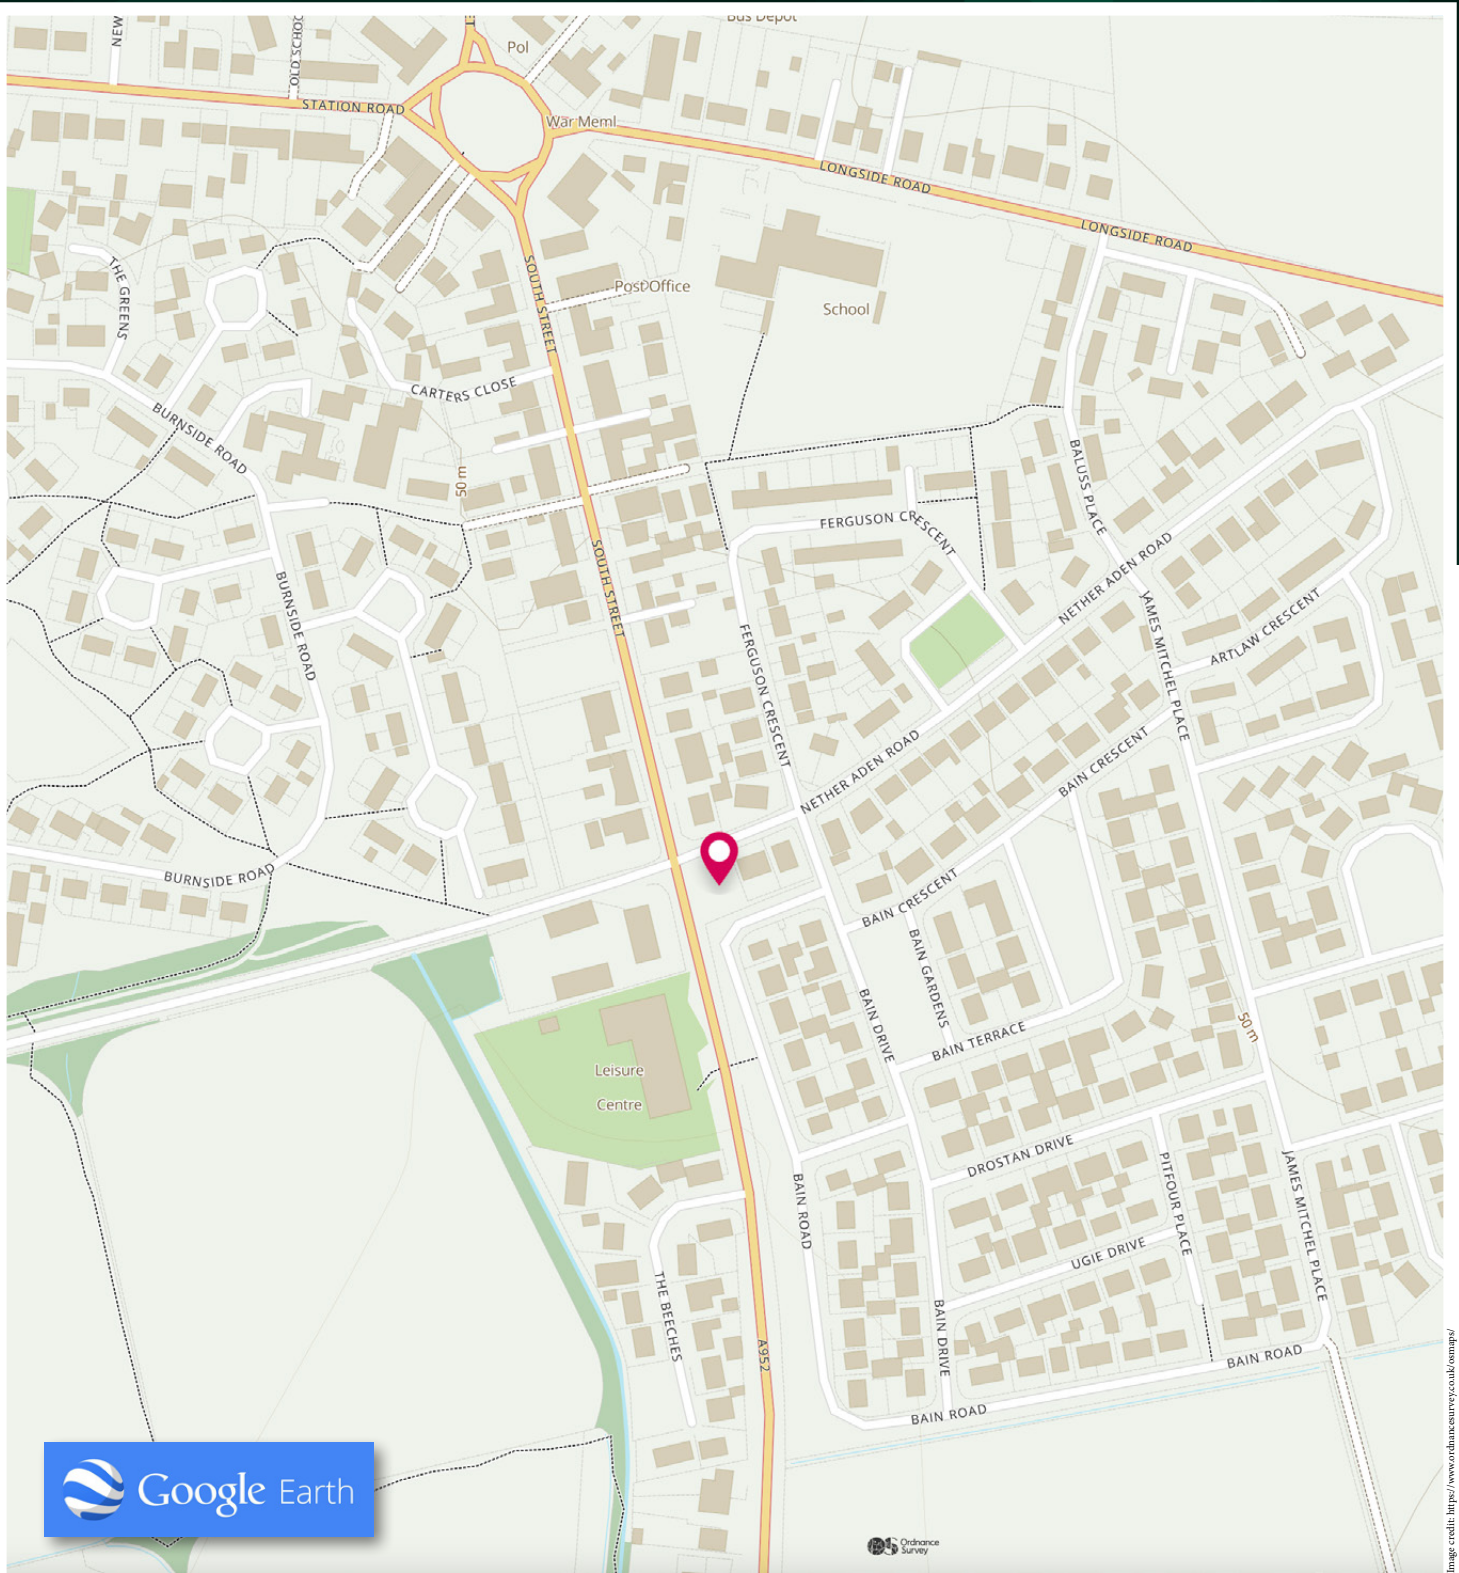 Bus Depot
NEW
OLD SCHOO
Pol
STATION ROAD
War Meml
LONGSIDE ROAD
LONGSIDE ROAD
THE GREENS
SOUTH STREET
Post Office
School
CARTERS CLOSE
BURNSIDE ROAD
50 m
BALUSS PLACE
FERGUSON CRESCENT
SOUTH STREET
NETHER ADEN ROAD
BURNSIDE ROAD
FERGUSON CRESCENT
JAMES MITCHEL PLACE
ARTLAW CRESCENT
NETHER ADEN ROAD
BAIN CRESCENT
BURNSIDE ROAD
BAIN CRESCENT
BAIN GARDENS
BAIN DRIVE
BAIN TERRACE
50 m
Leisure
Centre
DROSTAN DRIVE
PITFOUR PLACE
JAMES MITCHEL PLACE
BAIN ROAD
UGIE DRIVE
THE BEECHES
A952
BAIN DRIVE
BAIN ROAD
BAIN ROAD
Google Earth
OS
Ordnance
Survey
Image credit: https://www.ordnancesurvey.co.uk/osmaps/